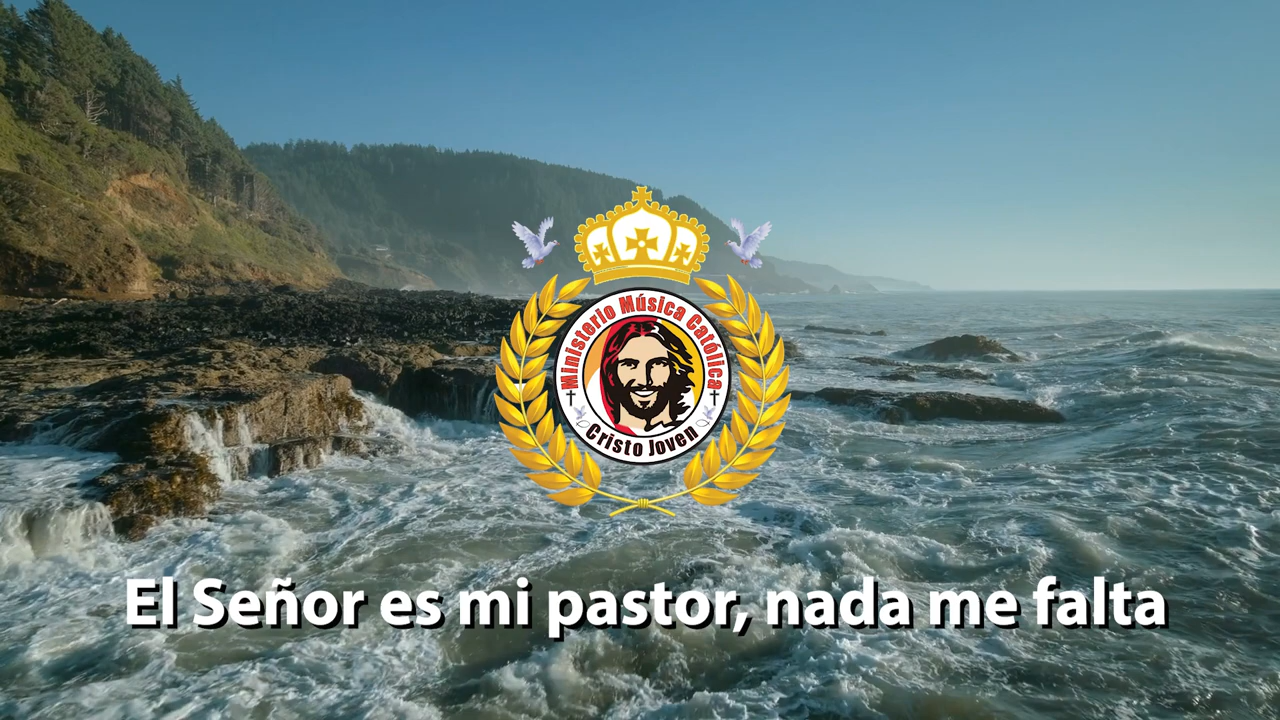 Ministerio Música Católica
Cristo Joven
El Señor es mi pastor, nada me falta